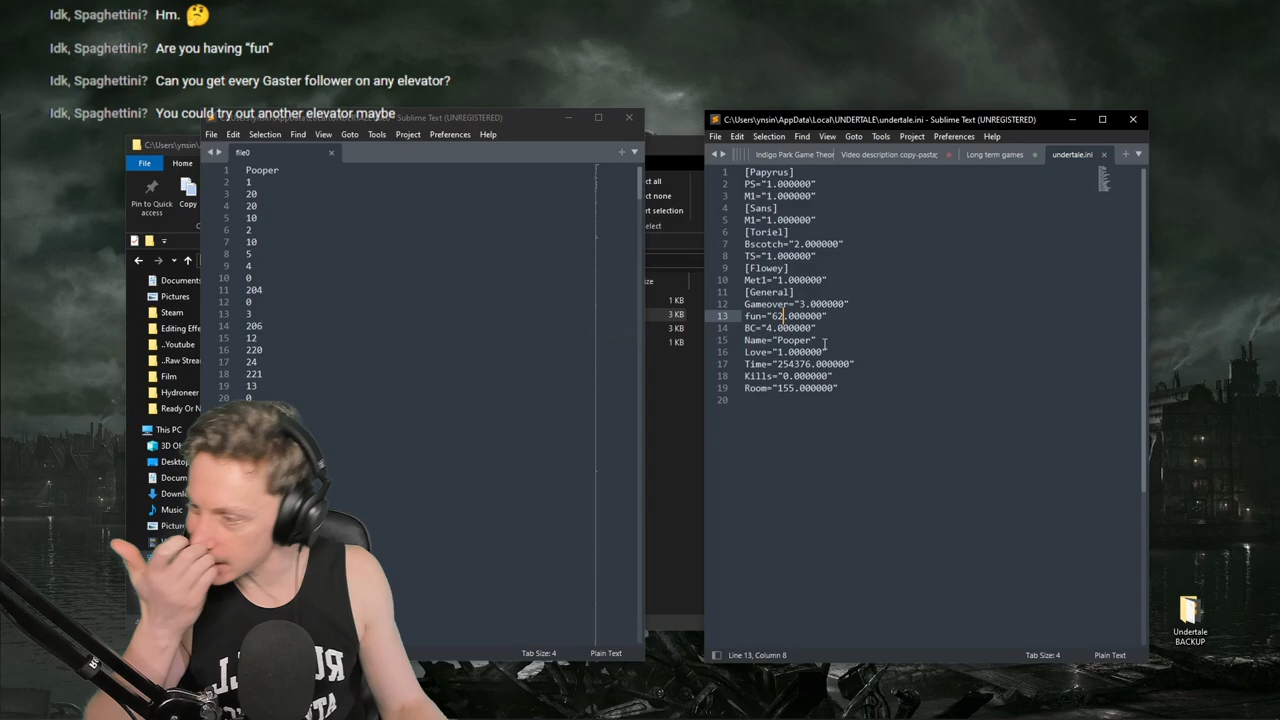 Idk, Spaghettini? Hm. 🤔
Idk, Spaghettini? Are you having “fun”
Idk, Spaghettini? Can you get every Gaster follower on any elevator?
Idk, Spaghettini? You could try out another elevator maybe
C:\Users\ynsin\AppData\Local\UNDERTALE\undertale.ini - Sublime Text (UNREGISTERED)
File Edit Selection Find View Goto Tools Project Preferences Help
file0
1 Pooper
2 1
3 20
4 20
5 10
6 2
7 10
8 5
9 4
10 0
11 204
12 0
13 3
14 206
15 12
16 220
17 24
18 221
19 13
20 0
Tab Size: 4 Plain Text
File Edit Selection Find View Goto Tools Project Preferences Help
Indigo Park Game Theor
Video description copy-pasta;
Long term games
undertale.ini
1 [Papyrus]
2 PS="1.000000"
3 M1="1.000000"
4 [Sans]
5 M1="1.000000"
6 [Toriel]
7 Bscotch="2.000000"
8 TS="1.000000"
9 [Flowey]
10 Met1="1.000000"
11 [General]
12 Gameover="3.000000"
13 fun="62.000000"
14 BC="4.000000"
15 Name="Pooper"
16 Love="1.000000"
17 Time="254376.000000"
18 Kills="0.000000"
19 Room="155.000000"
20
Line 13, Column 8
Tab Size: 4 Plain Text
File Home
Pin to Quick
access
Copy
Documents
Pictures
Steam
Editing Effe
..Youtube
..Raw Strean
Film
Hydroneer
Ready Or N
This PC
3D Ob
Desktop
Docum
Downl
Music
Pictur
1 KB
3 KB
3 KB
1 KB
Undertale
BACKUP